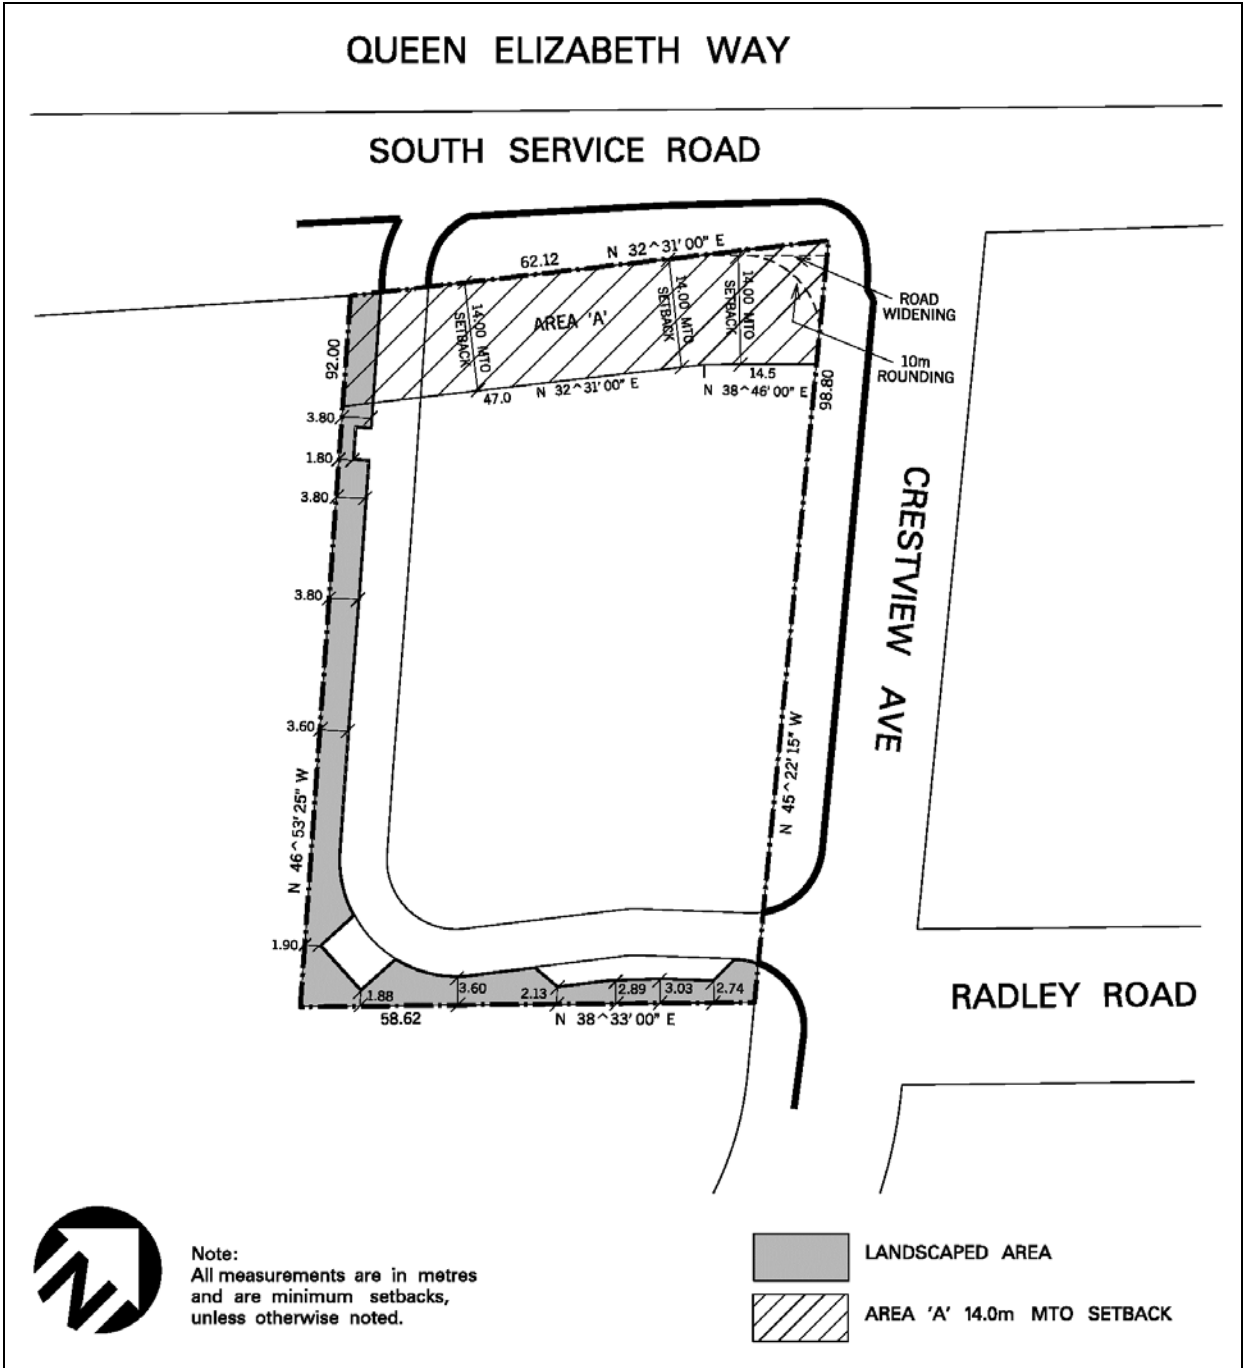 QUEEN ELIZABETH WAY
SOUTH SERVICE ROAD
62.12
N 32^31'00" E
14.00 MTO
SETBACK
AREA 'A'
14.00 MTO
SETBACK
14.00 MTO
SETBACK
ROAD
WIDENING
10m
ROUNDING
92.00
47.0
N 32^31'00" E
14.5
N 38^46'00" E
98.80
3.80
1.80
3.80
3.80
3.60
N 46^53'25" W
1.90
CRESTVIEW AVE
N 45^22'15" W
1.88
3.60
2.13
2.89
3.03
2.74
58.62
N 38^33'00" E
RADLEY ROAD
N
Note:
All measurements are in metres
and are minimum setbacks,
unless otherwise noted.
LANDSCAPED AREA
AREA 'A' 14.0m MTO SETBACK